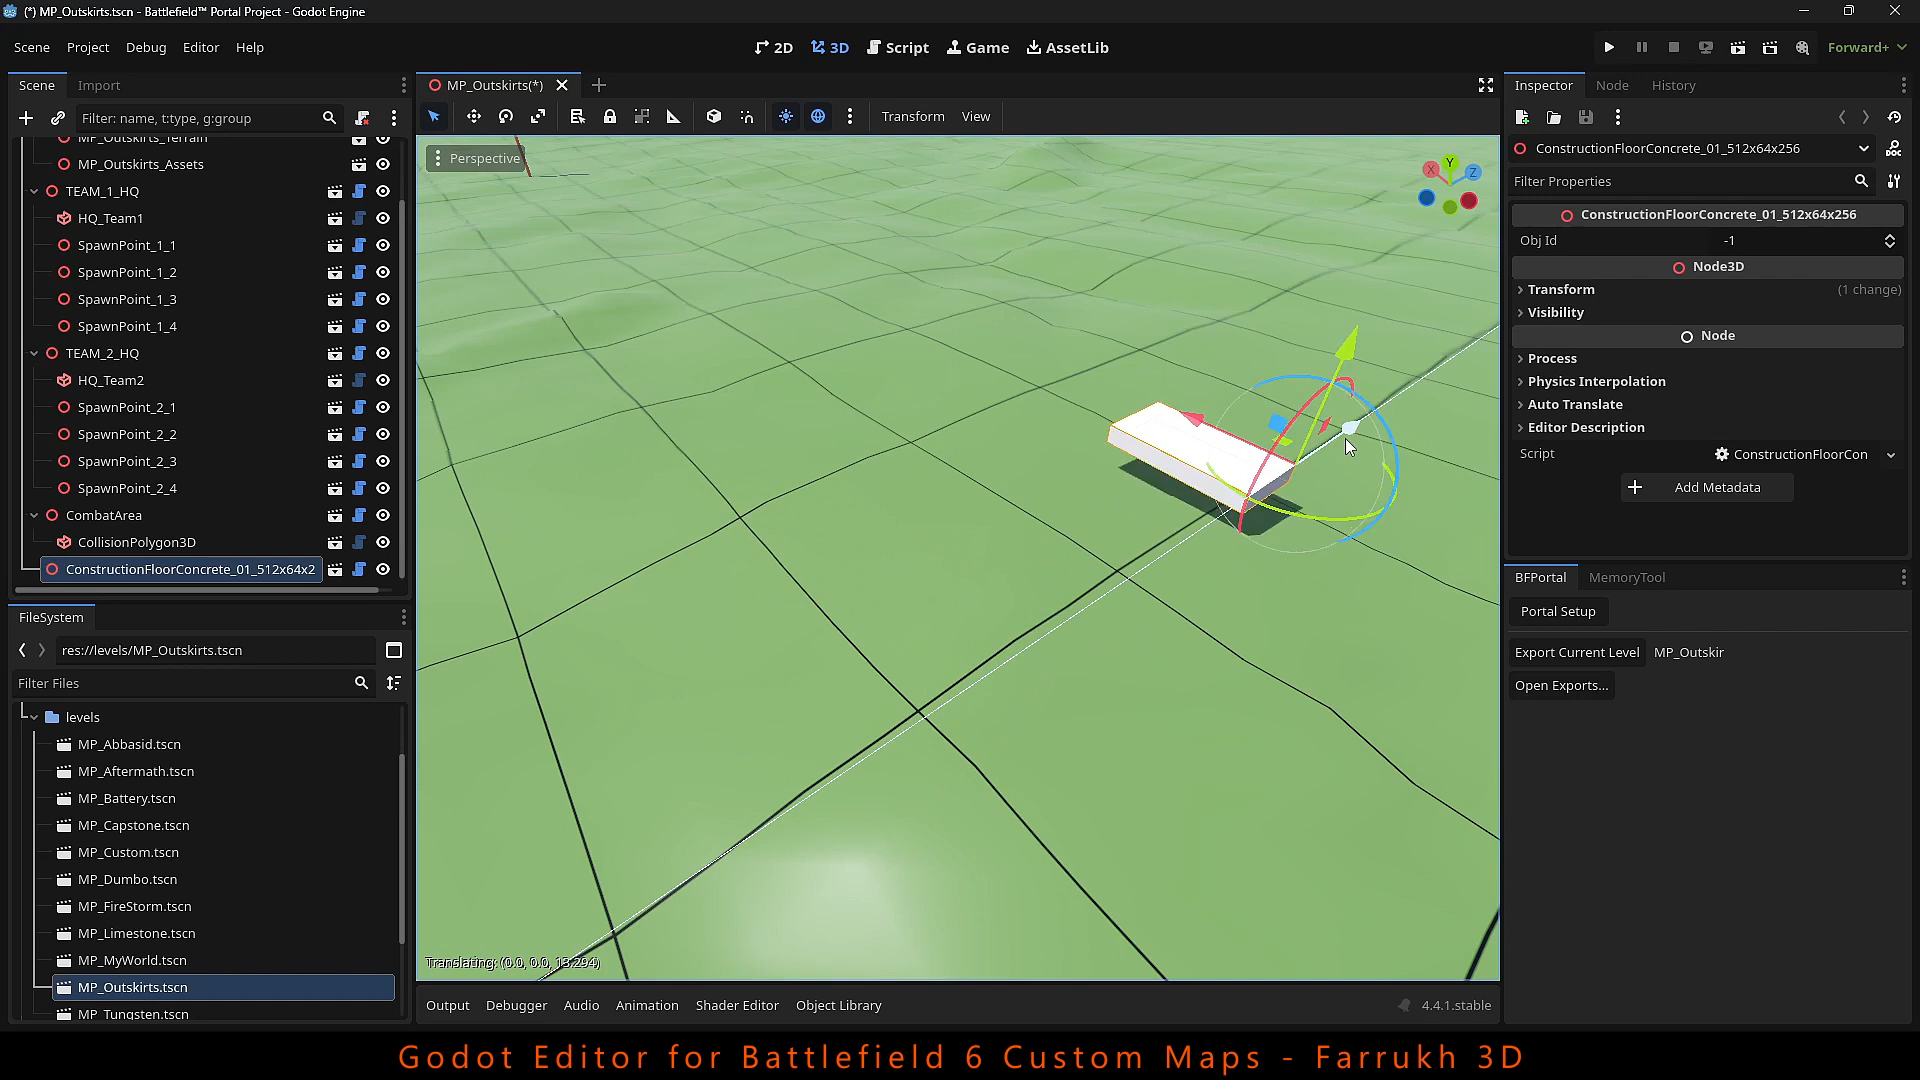 (*) MP_Outskirts.tscn - Battlefield™ Portal Project - Godot Engine
Scene Project Debug Editor Help
2D 3D Script Game AssetLib
Forward+
Scene Import
Filter: name, t:type, g:group
MP_Outskirts_Terrain
MP_Outskirts_Assets
TEAM_1_HQ
HQ_Team1
SpawnPoint_1_1
SpawnPoint_1_2
SpawnPoint_1_3
SpawnPoint_1_4
TEAM_2_HQ
HQ_Team2
SpawnPoint_2_1
SpawnPoint_2_2
SpawnPoint_2_3
SpawnPoint_2_4
CombatArea
CollisionPolygon3D
ConstructionFloorConcrete_01_512x64x2
FileSystem
res://levels/MP_Outskirts.tscn
Filter Files
levels
MP_Abbasid.tscn
MP_Aftermath.tscn
MP_Battery.tscn
MP_Capstone.tscn
MP_Custom.tscn
MP_Dumbo.tscn
MP_FireStorm.tscn
MP_Limestone.tscn
MP_MyWorld.tscn
MP_Outskirts.tscn
MP_Tungsten.tscn
MP_Outskirts(*)
Transform View
Perspective
X Y Z
Translating: (0.0, 0.0, 13.294)
Output Debugger Audio Animation Shader Editor Object Library
4.4.1.stable
Inspector Node History
ConstructionFloorConcrete_01_512x64x256
DOC
Filter Properties
ConstructionFloorConcrete_01_512x64x256
Obj Id -1
Node3D
Transform (1 change)
Visibility
Node
Process
Physics Interpolation
Auto Translate
Editor Description
Script ConstructionFloorCon
Add Metadata
BFPortal MemoryTool
Portal Setup
Export Current Level MP_Outskir
Open Exports...
Godot Editor for Battlefield 6 Custom Maps - Farrukh 3D